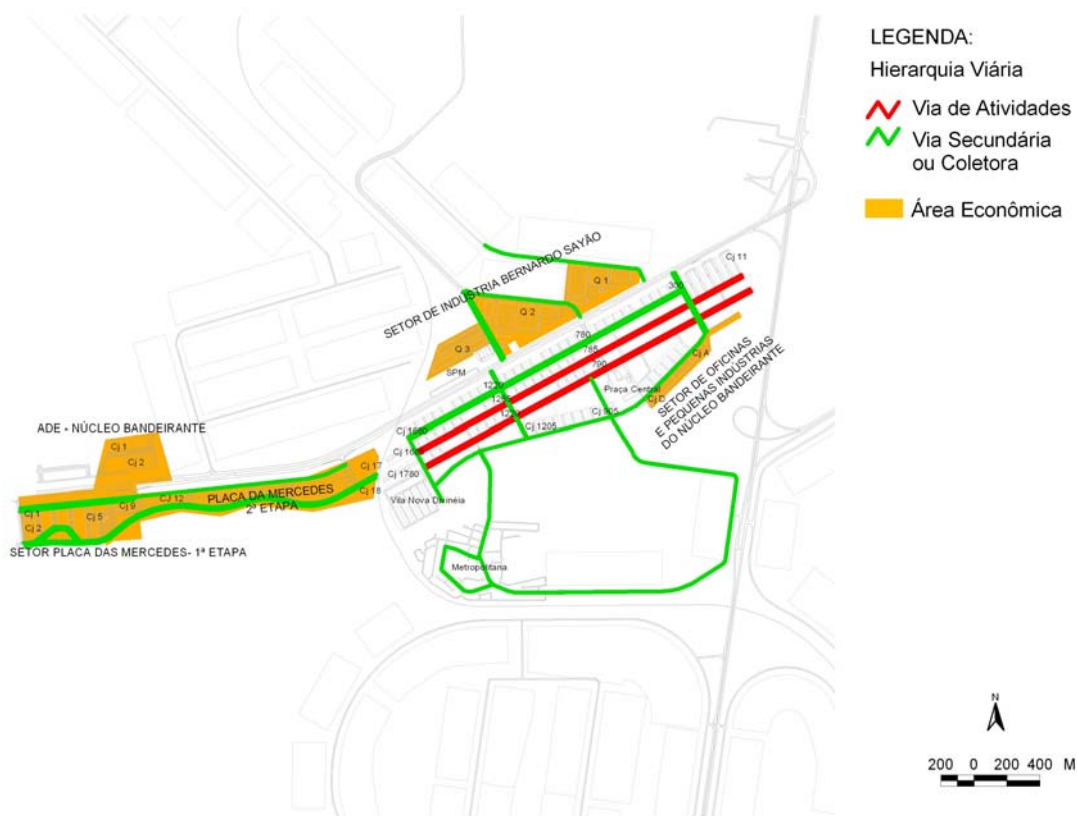 LEGENDA:
Hierarquia Viária
Via de Atividades
Via Secundária
ou Coletora
Área Econômica
SETOR DE INDUSTRIA BERNARDO SAYÃO
Cj 11
Q 1
300
Q 2
780
Q 3
785
790
Cj A
SPM
1220
Praça Central
Cj D
SETOR DE OFICINAS
E PEQUENAS INDUSTRIAS
DO NÚCLEO BANDEIRANTE
Cj 905
Cj 1205
ADE - NÚCLEO BANDEIRANTE
Cj 1
Cj 2
Cj 17
Cj 1780
Cj 18
CJ 12
PLACA DA MERCEDES
2ª ETAPA
Vila Nova Divinéia
Cj 9
Cj 1
Cj 5
Cj 2
SETOR PLACA DAS MERCEDES- 1ª ETAPA
Metropolitana
N
200 0 200 400 M